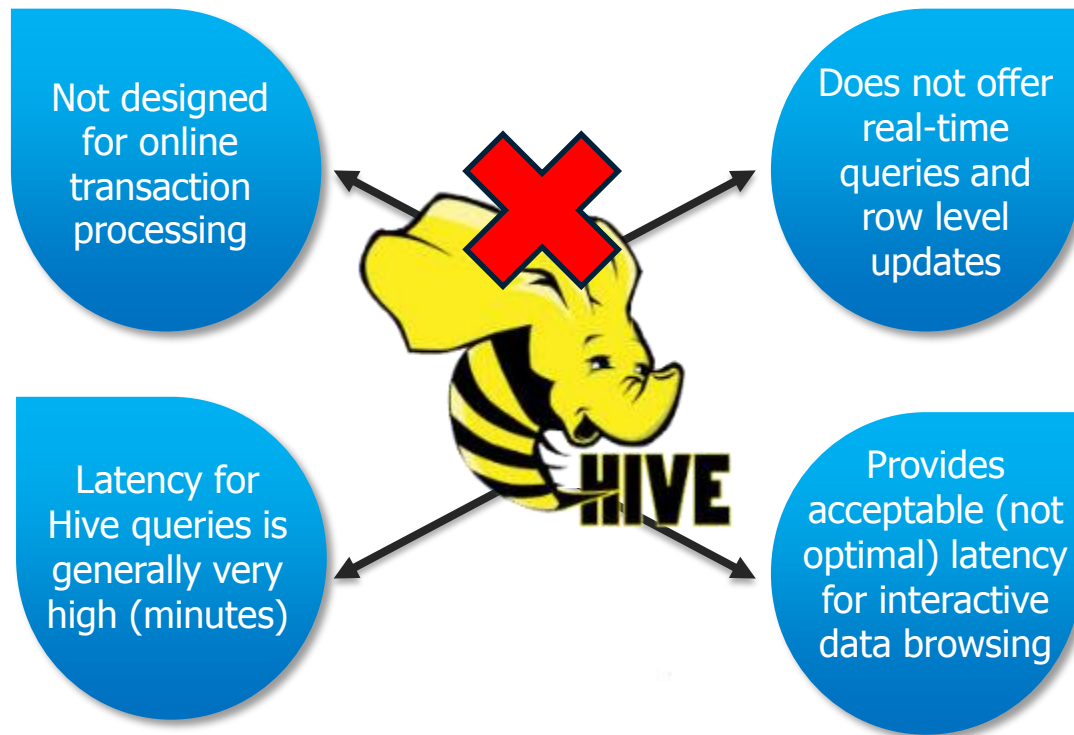 Not designed
for online
transaction
processing
Does not offer
real-time
queries and
row level
updates
HIVE
Latency for
Hive queries is
generally very
high (minutes)
Provides
acceptable (not
optimal) latency
for interactive
data browsing